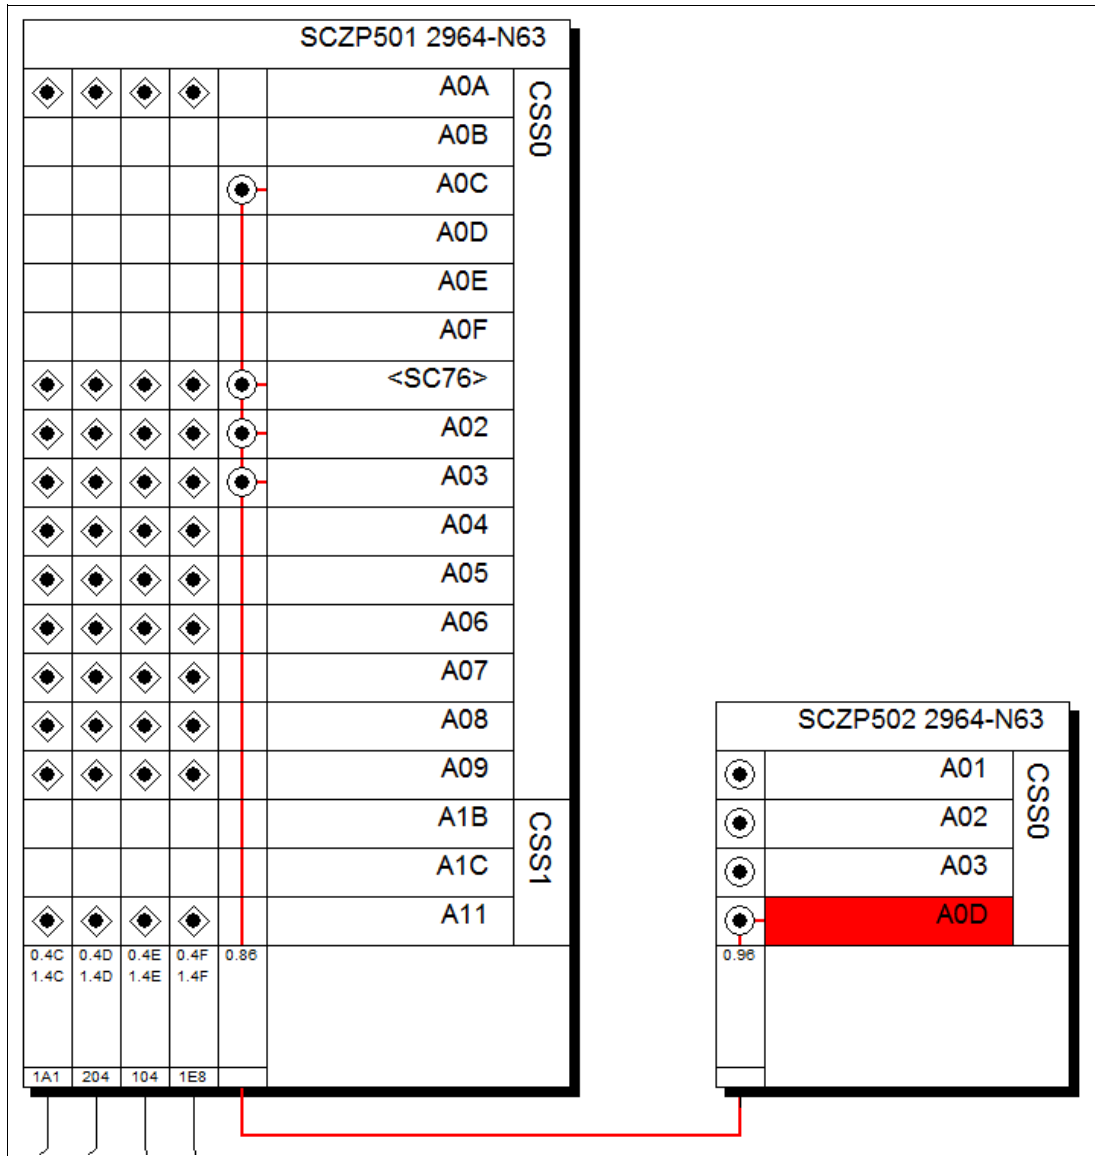 SCZP501 2964-N63
A0A
CSS0
A0B
A0C
A0D
A0E
A0F
<SC76>
A02
A03
A04
A05
A06
A07
A08
A09
A1B
CSS1
A1C
A11
0.4C 0.4D 0.4E 0.4F 0.86
1.4C 1.4D 1.4E 1.4F
1A1 204 104 1E8
SCZP502 2964-N63
A01
CSS0
A02
A03
A0D
0.96